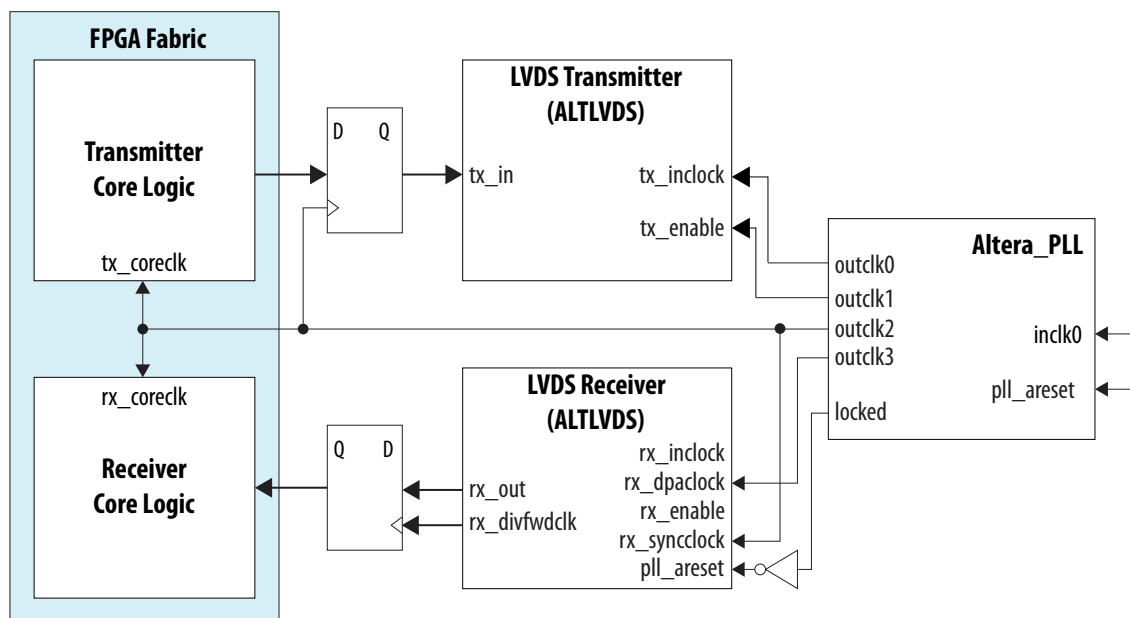 FPGA Fabric
Transmitter
Core Logic
tx_coreclk
D Q
LVDS Transmitter
(ALTLVDS)
tx_in
tx_inclock
tx_enable
Altera_PLL
outclk0
outclk1
outclk2
outclk3
locked
inclk0
pll_areset
rx_coreclk
Receiver
Core Logic
Q D
LVDS Receiver
(ALTLVDS)
rx_out
rx_divfwdclk
rx_inclock
rx_dpaclock
rx_enable
rx_syncclock
pll_areset